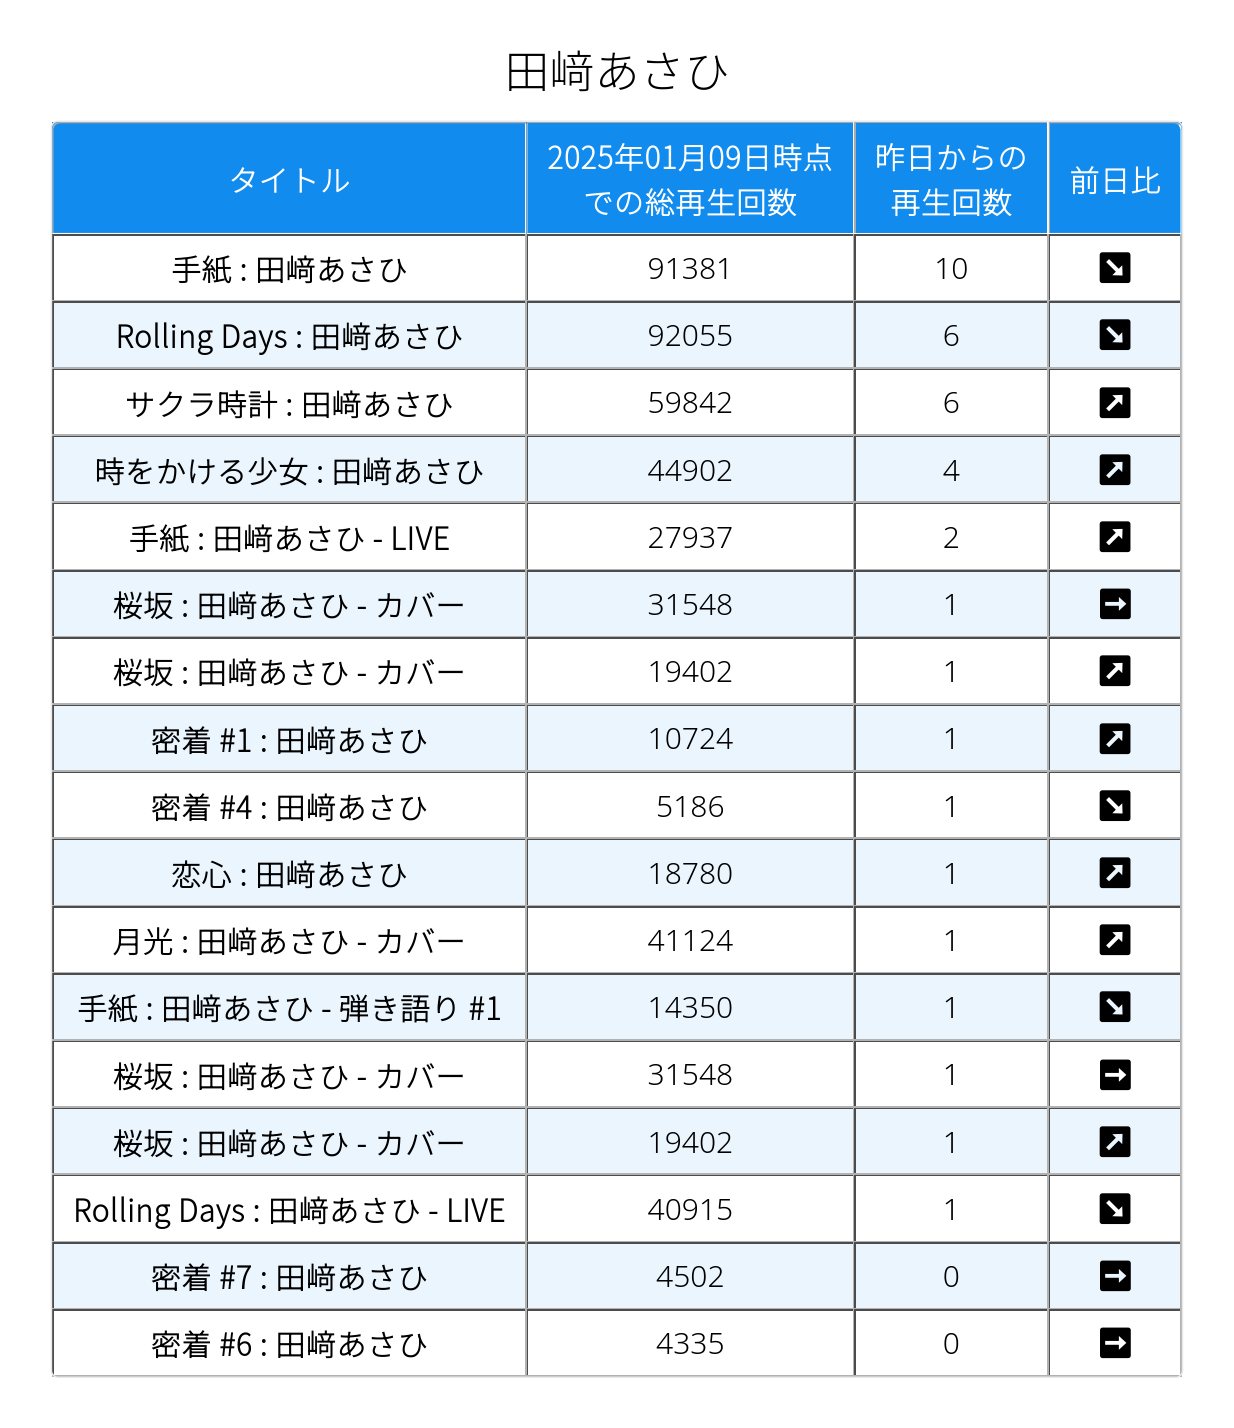 田﨑あさひ
タイトル 2025年01月09日時点 昨日からの 前日比
での総再生回数 再生回数
手紙 : 田﨑あさひ 91381 10 ↘
Rolling Days : 田﨑あさひ 92055 6 ↘
サクラ時計 : 田﨑あさひ 59842 6 ↗
時をかける少女 : 田﨑あさひ 44902 4 ↗
手紙 : 田﨑あさひ - LIVE 27937 2 ↗
桜坂 : 田﨑あさひ - カバー 31548 1 →
桜坂 : 田﨑あさひ - カバー 19402 1 ↗
密着 #1 : 田﨑あさひ 10724 1 ↗
密着 #4 : 田﨑あさひ 5186 1 ↘
恋心 : 田﨑あさひ 18780 1 ↗
月光 : 田﨑あさひ - カバー 41124 1 ↗
手紙 : 田﨑あさひ - 弾き語り #1 14350 1 ↘
桜坂 : 田﨑あさひ - カバー 31548 1 →
桜坂 : 田﨑あさひ - カバー 19402 1 ↗
Rolling Days : 田﨑あさひ - LIVE 40915 1 ↘
密着 #7 : 田﨑あさひ 4502 0 →
密着 #6 : 田﨑あさひ 4335 0 →